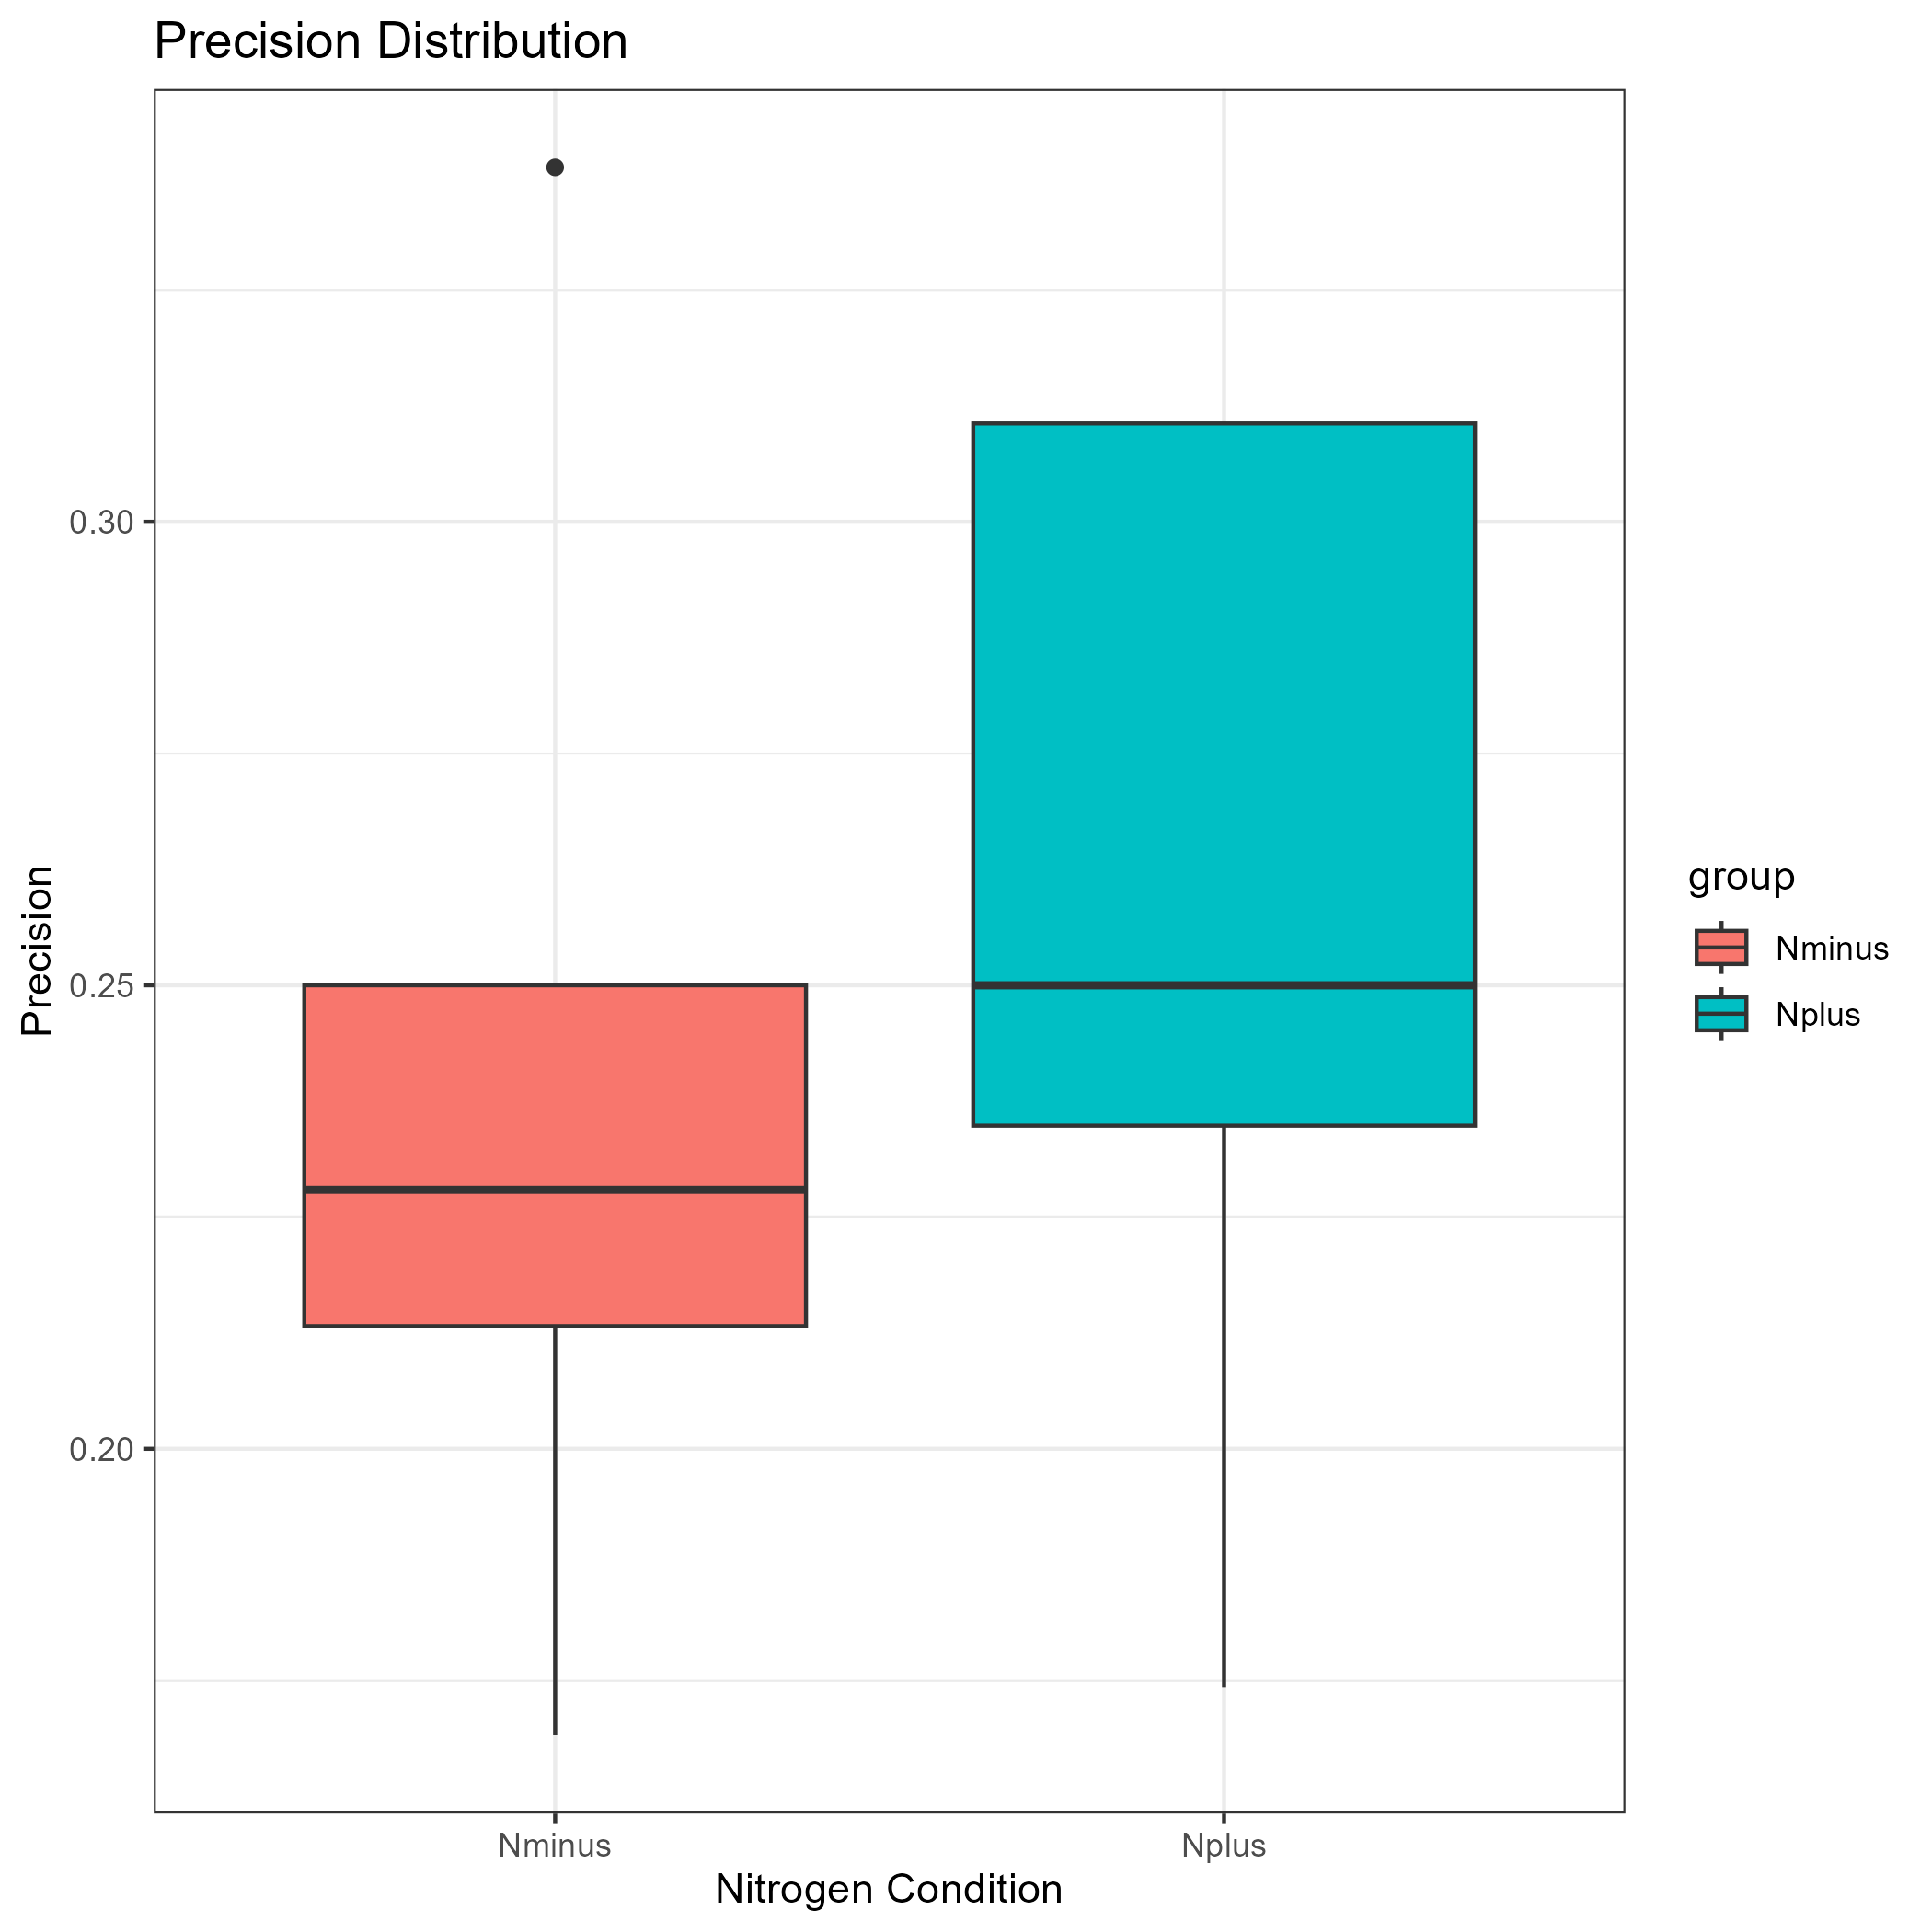 Precision Distribution
Precision
0.30
0.25
0.20
Nminus
Nplus
Nitrogen Condition
group
Nminus
Nplus